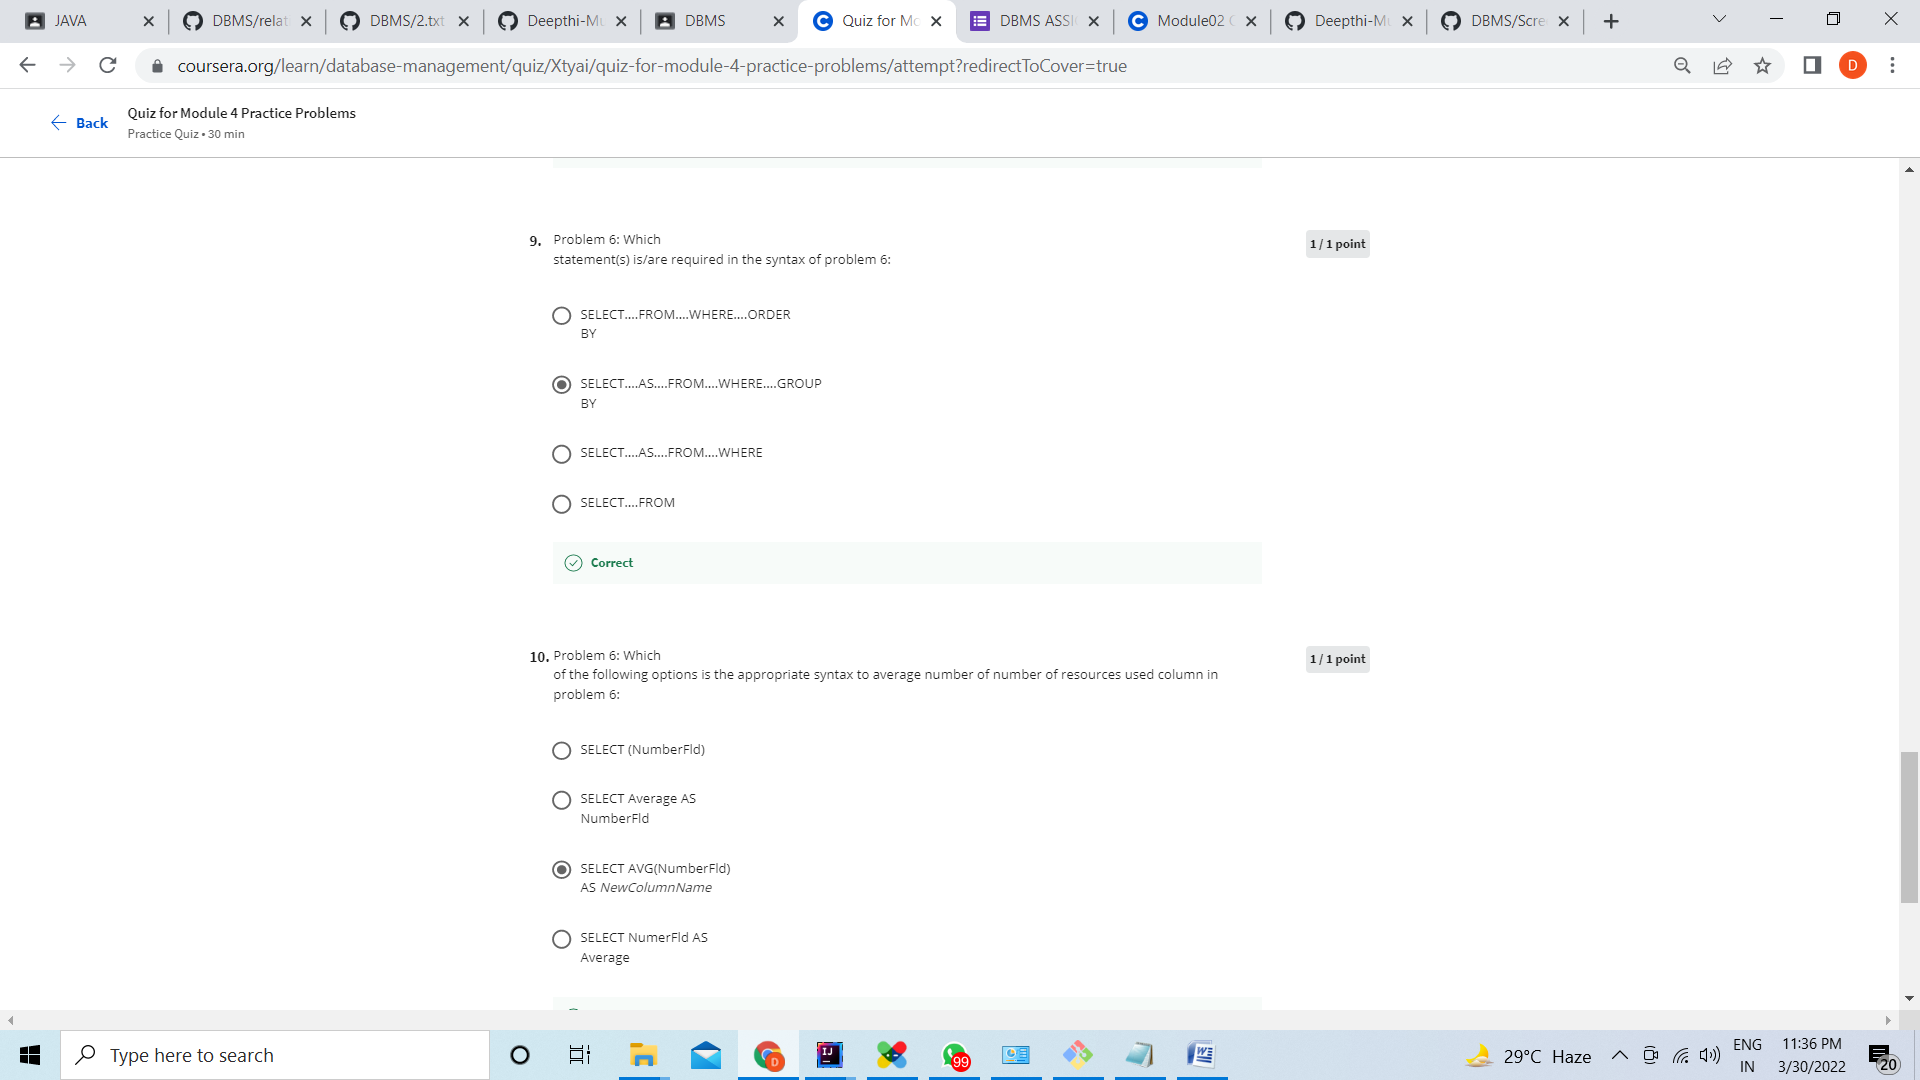 JAVA
DBMS/relat
DBMS/2.txt
Deepthi-Mu
DBMS
Quiz for Mo
DBMS ASSI
Module02 C
Deepthi-Mu
DBMS/Scre
coursera.org/learn/database-management/quiz/Xtyai/quiz-for-module-4-practice-problems/attempt?redirectToCover=true
D
Back
Quiz for Module 4 Practice Problems
Practice Quiz • 30 min
9. Problem 6: Which
statement(s) is/are required in the syntax of problem 6:
1 / 1 point
SELECT....FROM....WHERE....ORDER
BY
SELECT....AS....FROM....WHERE....GROUP
BY
SELECT....AS....FROM....WHERE
SELECT....FROM
Correct
10. Problem 6: Which
of the following options is the appropriate syntax to average number of number of resources used column in
problem 6:
1 / 1 point
SELECT (NumberFld)
SELECT Average AS
NumberFld
SELECT AVG(NumberFld)
AS NewColumnName
SELECT NumerFld AS
Average
Type here to search
D
IJ
99
W
29°C Haze
ENG
IN
11:36 PM
3/30/2022
20